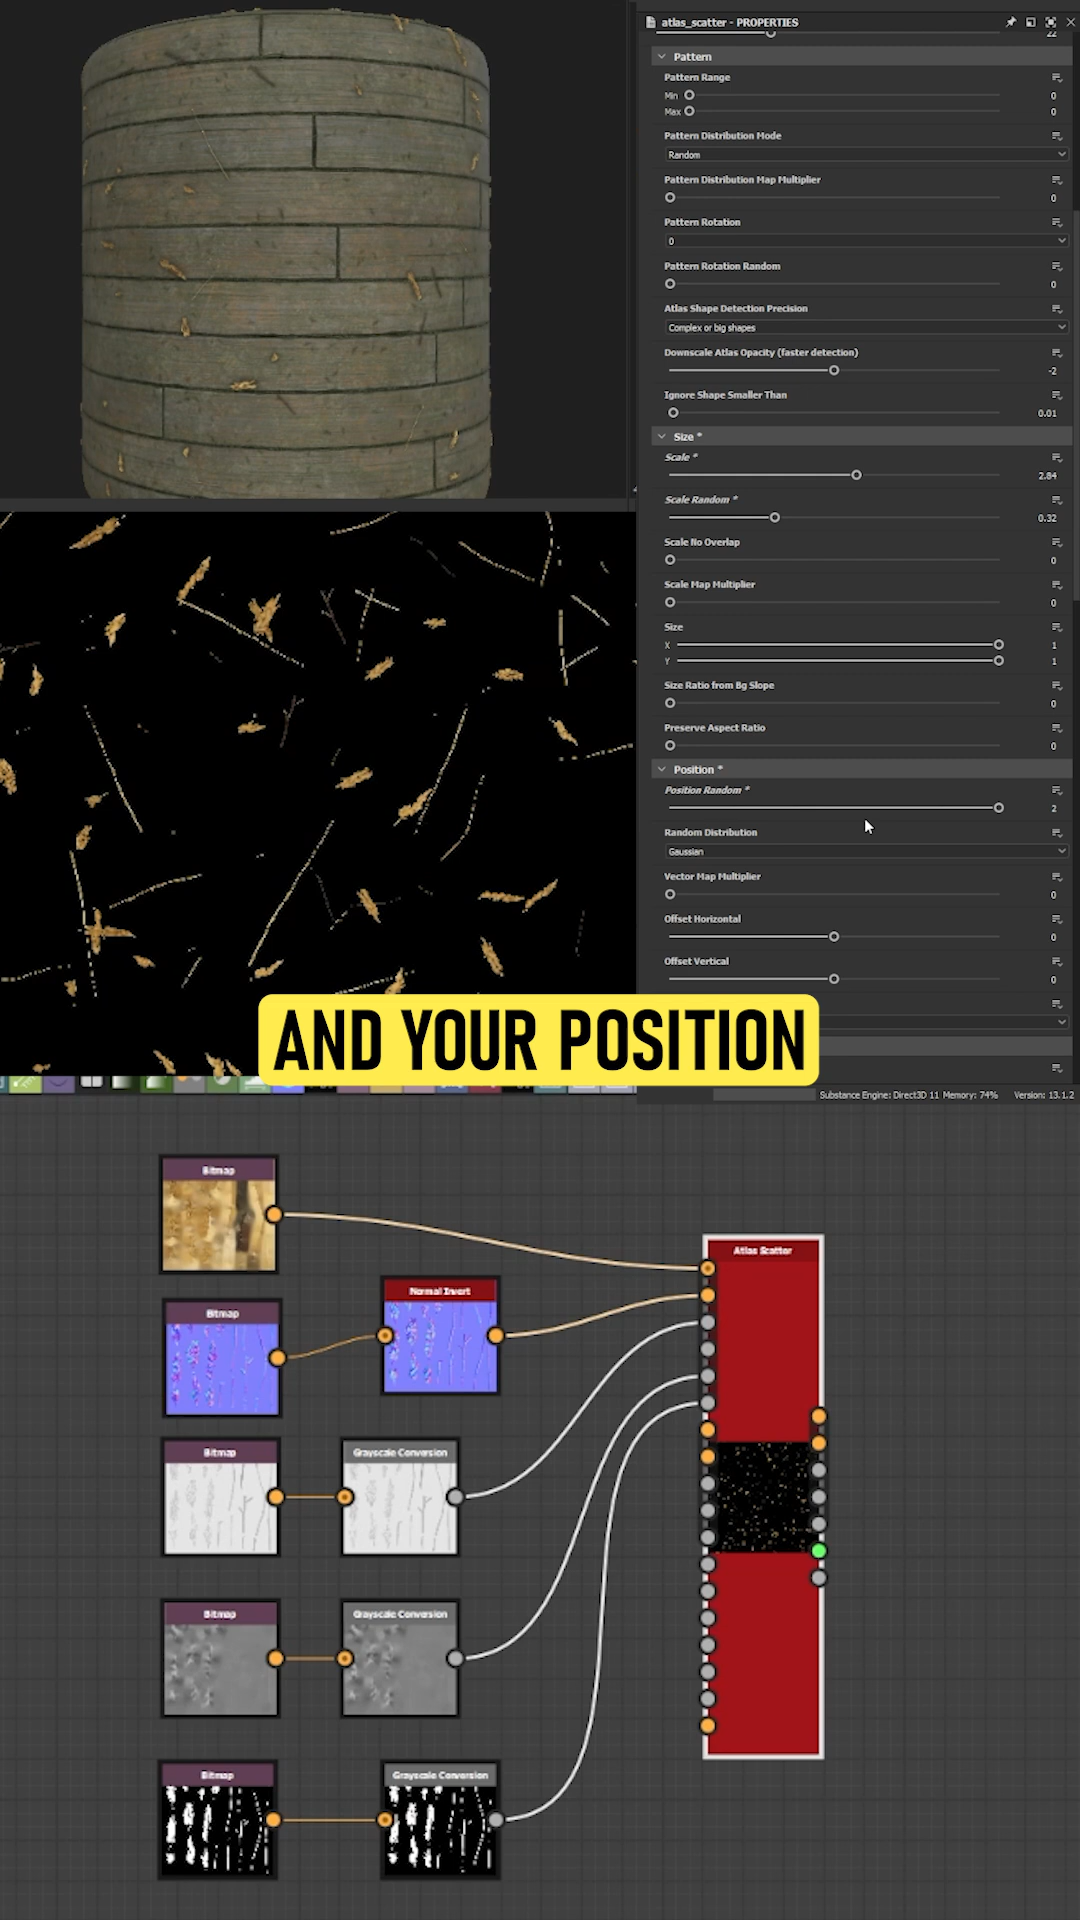 atlas_scatter - PROPERTIES
22
Pattern
Pattern Range
Min 0
Max 0
Pattern Distribution Mode
Random
Pattern Distribution Map Multiplier
0
Pattern Rotation
0
Pattern Rotation Random
0
Atlas Shape Detection Precision
Complex or big shapes
Downscale Atlas Opacity (faster detection)
-2
Ignore Shape Smaller Than
0.01
Size *
Scale *
2.84
Scale Random *
0.32
Scale No Overlap
0
Scale Map Multiplier
0
Size
X 1
Y 1
Size Ratio from Bg Slope
0
Preserve Aspect Ratio
0
Position *
Position Random *
2
Random Distribution
Gaussian
Vector Map Multiplier
0
Offset Horizontal
0
Offset Vertical
0
AND YOUR POSITION
Substance Engine: Direct3D 11 Memory: 74% Version: 13.1.2
Bitmap
Atlas Scatter
Normal Invert
Bitmap
Bitmap
Grayscale Conversion
Bitmap
Grayscale Conversion
Bitmap
Grayscale Conversion